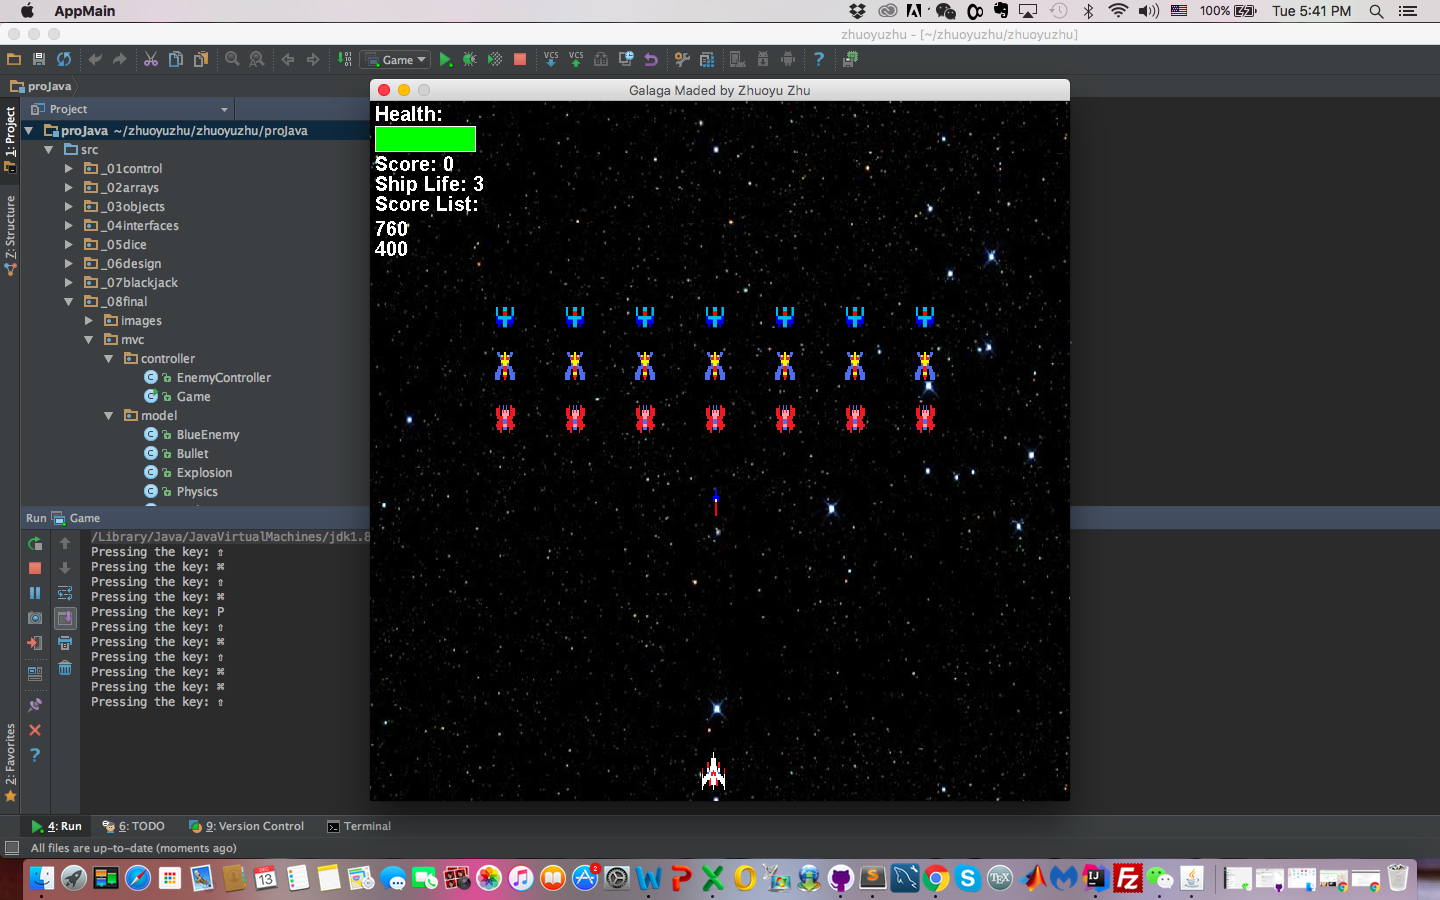 AppMain
100%
Tue 5:41 PM
zhuoyuzhu - [~/zhuoyuzhu/zhuoyuzhu]
Game
VCS
VCS
proJava
1: Project
Z: Structure
2: Favorites
Project
proJava ~/zhuoyuzhu/zhuoyuzhu/proJava
src
_01control
_02arrays
_03objects
_04interfaces
_05dice
_06design
_07blackjack
_08final
images
mvc
controller
EnemyController
Game
model
BlueEnemy
Bullet
Explosion
Physics
Galaga Maded by Zhuoyu Zhu
Health:
Score: 0
Ship Life: 3
Score List:
760
400
Run Game
/Library/Java/JavaVirtualMachines/jdk1.8
Pressing the key: ⇧
Pressing the key: ⌘
Pressing the key: ⇧
Pressing the key: ⌘
Pressing the key: P
Pressing the key: ⇧
Pressing the key: ⌘
Pressing the key: ⇧
Pressing the key: ⌘
Pressing the key: ⌘
Pressing the key: ⇧
4: Run
6: TODO
9: Version Control
Terminal
All files are up-to-date (moments ago)